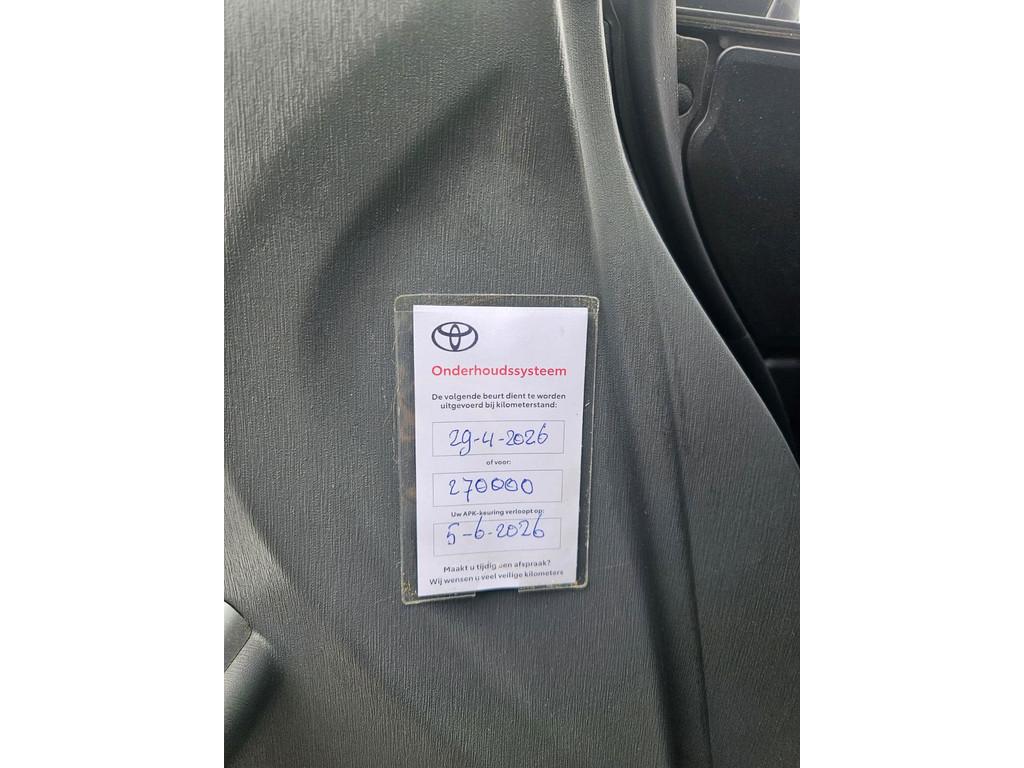 Onderhoudssysteem
De volgende beurt dient te worden
uitgevoerd bij kilometerstand:
29-4-2026
of voor:
270000
Uw APK-keuring verloopt op:
5-6-2026
Maakt u tijdig een afspraak?
Wij wensen u veel veilige kilometers